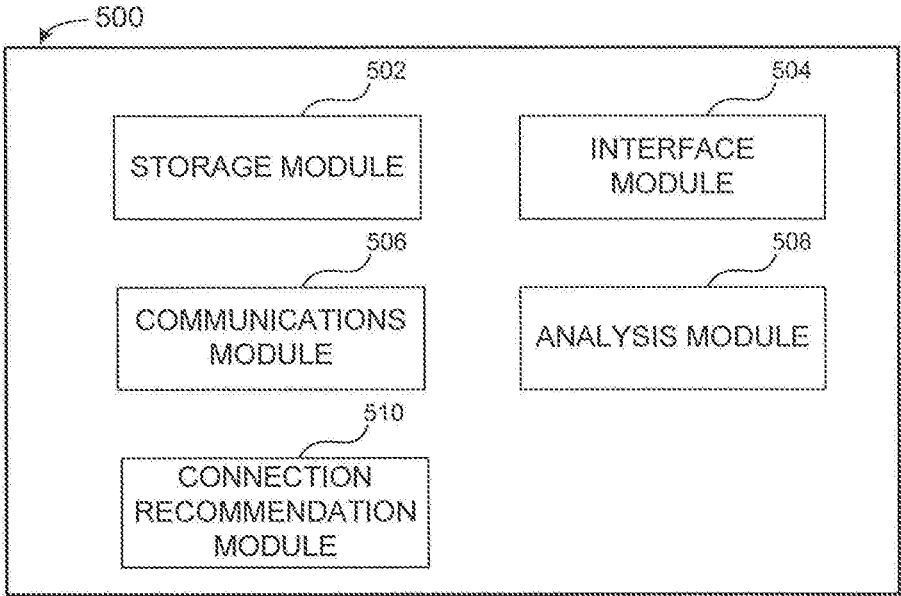 500
502
STORAGE MODULE
504
INTERFACE
MODULE
506
COMMUNICATIONS
MODULE
508
ANALYSIS MODULE
510
CONNECTION
RECOMMENDATION
MODULE